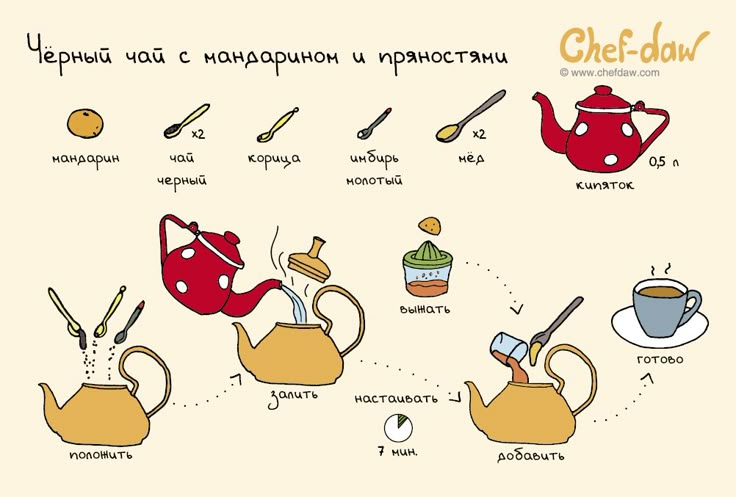 Чёрный чай с мандарином и пряностями
Chef-daw
© www.chefdaw.com
мандарин
x2
чай
черный
корица
имбирь
молотый
x2
мёд
0,5 л
кипяток
положить
залить
выжать
настаивать
7 мин.
добавить
готово